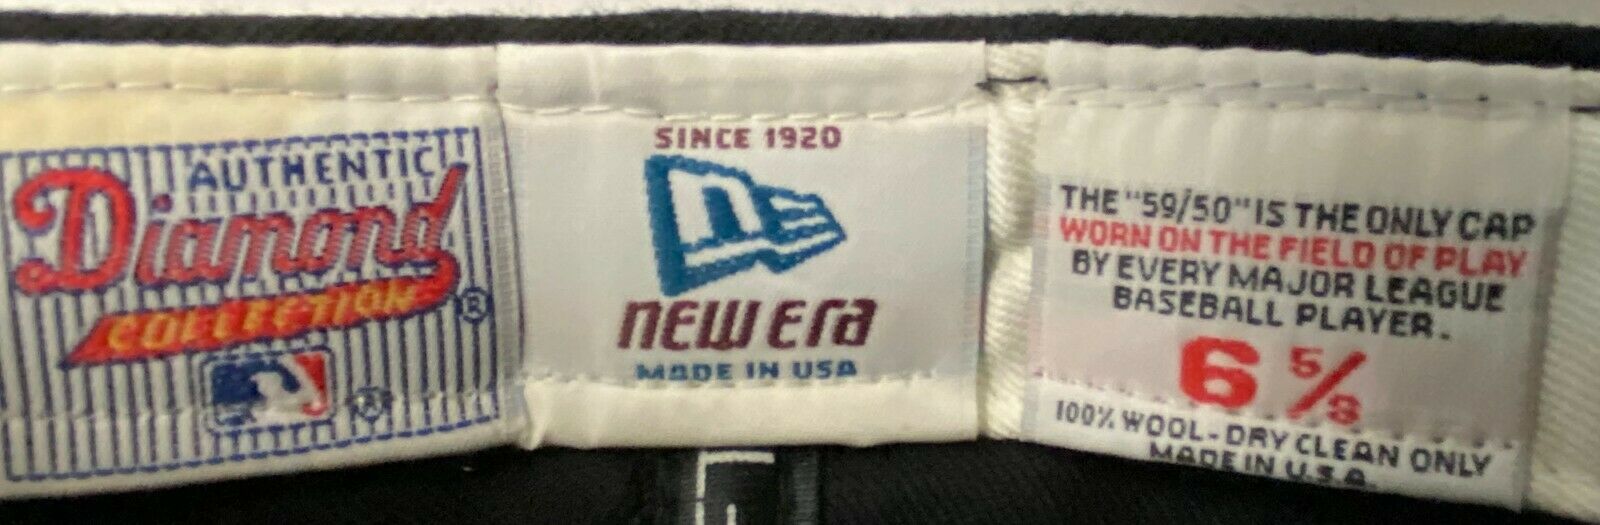 AUTHENTIC
Diamond
COLLECTION
®
®
SINCE 1920
n
new era
MADE IN USA
THE "59/50" IS THE ONLY CAP
WORN ON THE FIELD OF PLAY
BY EVERY MAJOR LEAGUE
BASEBALL PLAYER.
6 5/8
100% WOOL-DRY CLEAN ONLY
MADE IN U.S.A.